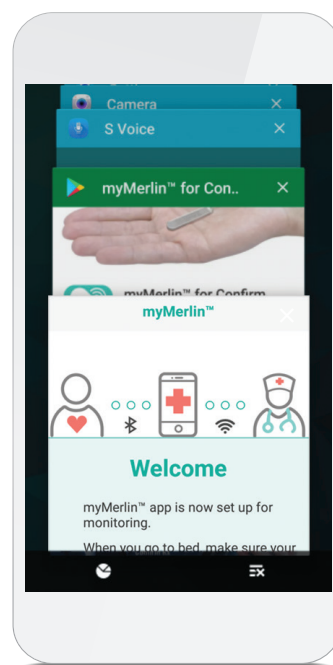 Camera
S Voice
myMerlin™ for Con..
myMerlin™ for Confirm
myMerlin™
Welcome
myMerlin™ app is now set up for
monitoring.
When you go to bed, make sure your